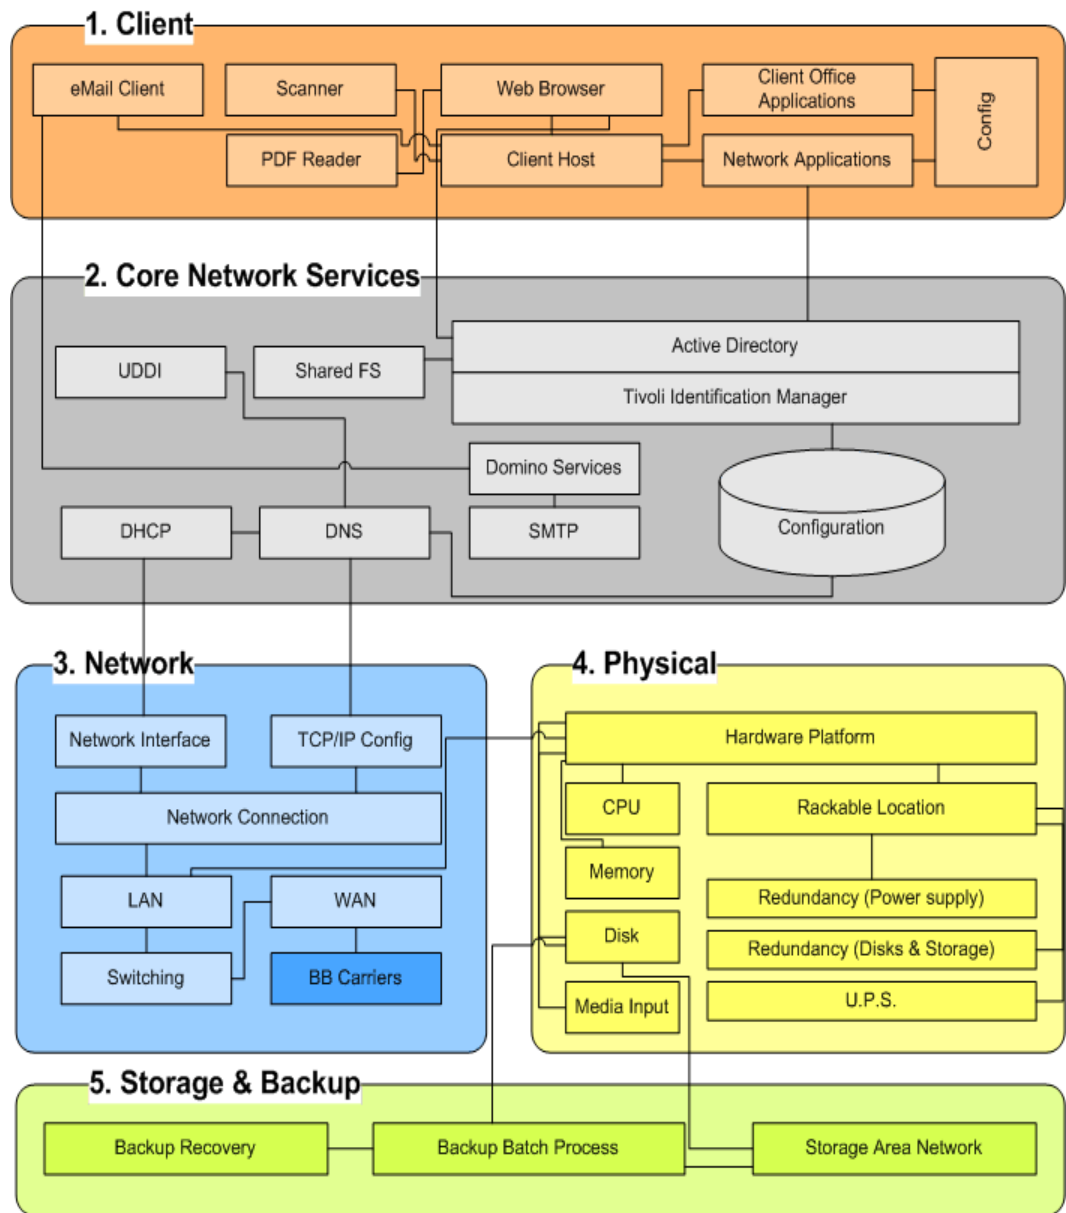 1. Client
eMail Client
Scanner
Web Browser
Client Office
Applications
Config
PDF Reader
Client Host
Network Applications
2. Core Network Services
Active Directory
UDDI
Shared FS
Tivoli Identification Manager
Domino Services
DHCP
DNS
SMTP
Configuration
3. Network
Network Interface
TCP/IP Config
Network Connection
LAN
WAN
Switching
BB Carriers
4. Physical
Hardware Platform
CPU
Rackable Location
Memory
Redundancy (Power supply)
Disk
Redundancy (Disks & Storage)
Media Input
U.P.S.
5. Storage & Backup
Backup Recovery
Backup Batch Process
Storage Area Network